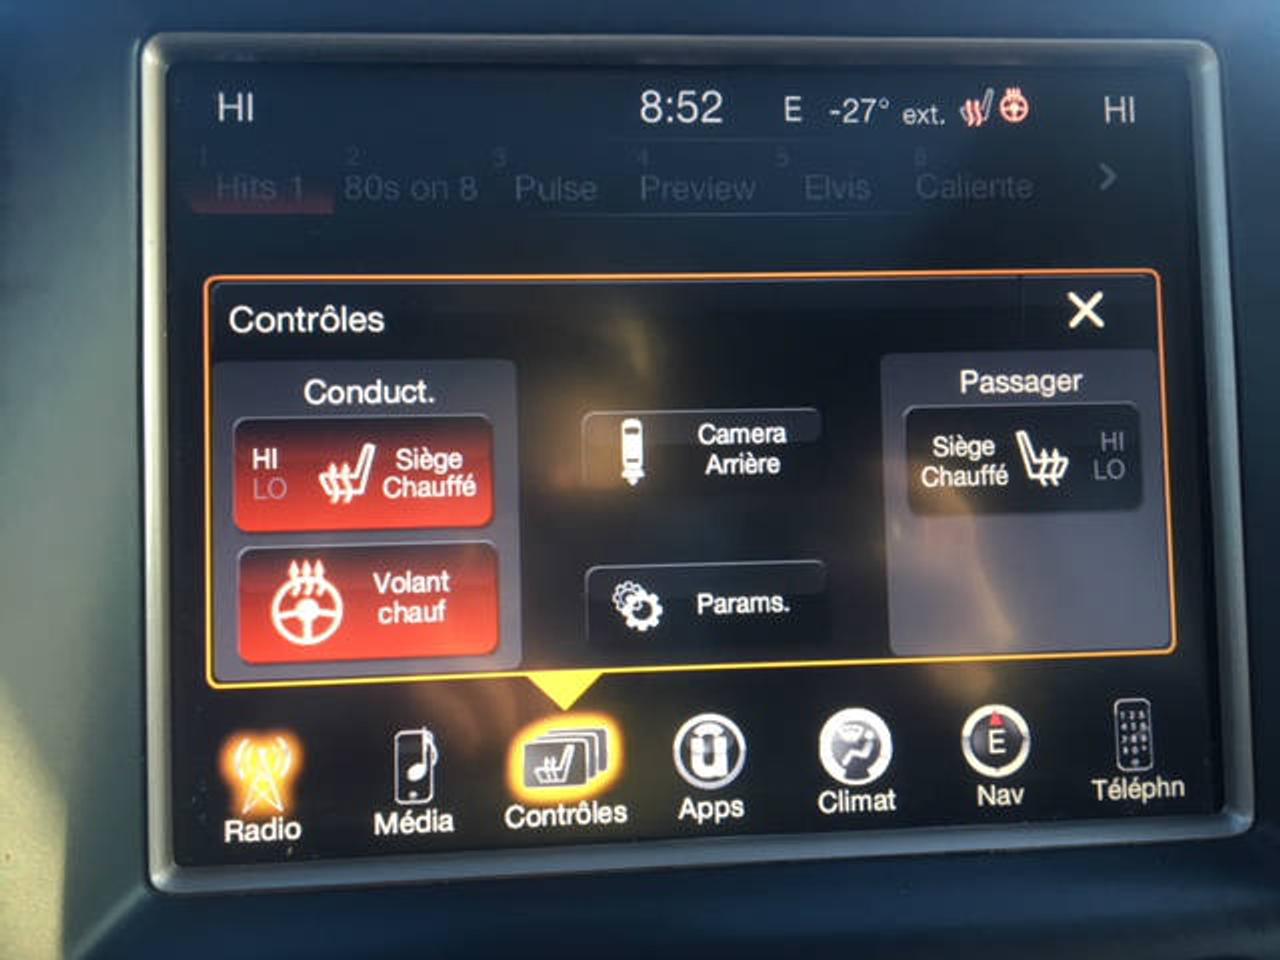 HI 8:52 E -27° ext. HI
1 2 3 4 5 6
Hits 1 80s on 8 Pulse Preview Elvis Caliente
Contrôles
Conduct.
HI
LO
Siège
Chauffé
Volant
chauf
Camera
Arrière
Params.
Passager
Siège
Chauffé
HI
LO
E
Radio Média Contrôles Apps Climat Nav Téléphn